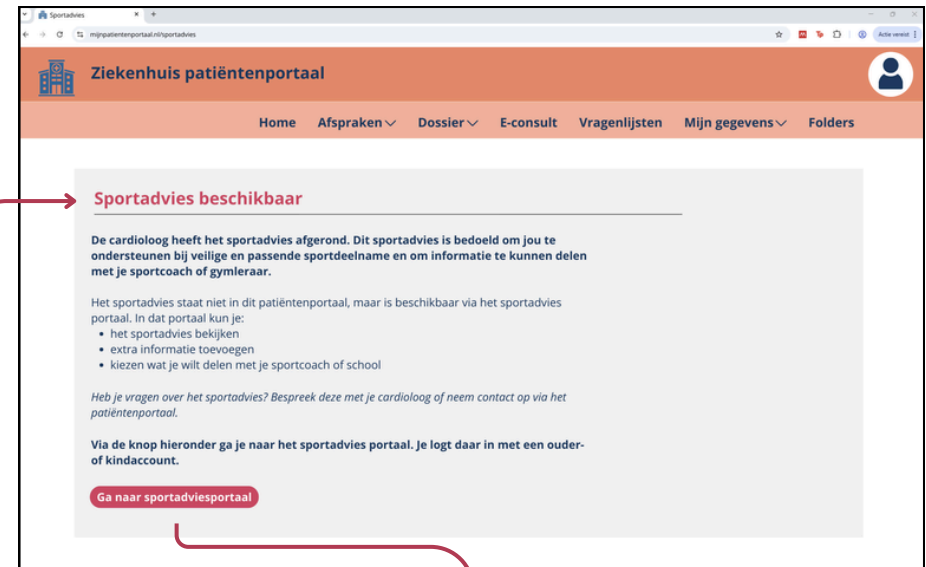 Sportadvies
mijnpatientenportaal.nl/sportadvies
Actie vereist
Ziekenhuis patiëntenportaal
Home Afspraken Dossier E-consult Vragenlijsten Mijn gegevens Folders
Sportadvies beschikbaar
De cardioloog heeft het sportadvies afgerond. Dit sportadvies is bedoeld om jou te
ondersteunen bij veilige en passende sportdeelname en om informatie te kunnen delen
met je sportcoach of gymleraar.
Het sportadvies staat niet in dit patiëntenportaal, maar is beschikbaar via het sportadvies
portaal. In dat portaal kun je:
• het sportadvies bekijken
• extra informatie toevoegen
• kiezen wat je wilt delen met je sportcoach of school
Heb je vragen over het sportadvies? Bespreek deze met je cardioloog of neem contact op via het
patiëntenportaal.
Via de knop hieronder ga je naar het sportadvies portaal. Je logt daar in met een ouder-
of kindaccount.
Ga naar sportadviesportaal